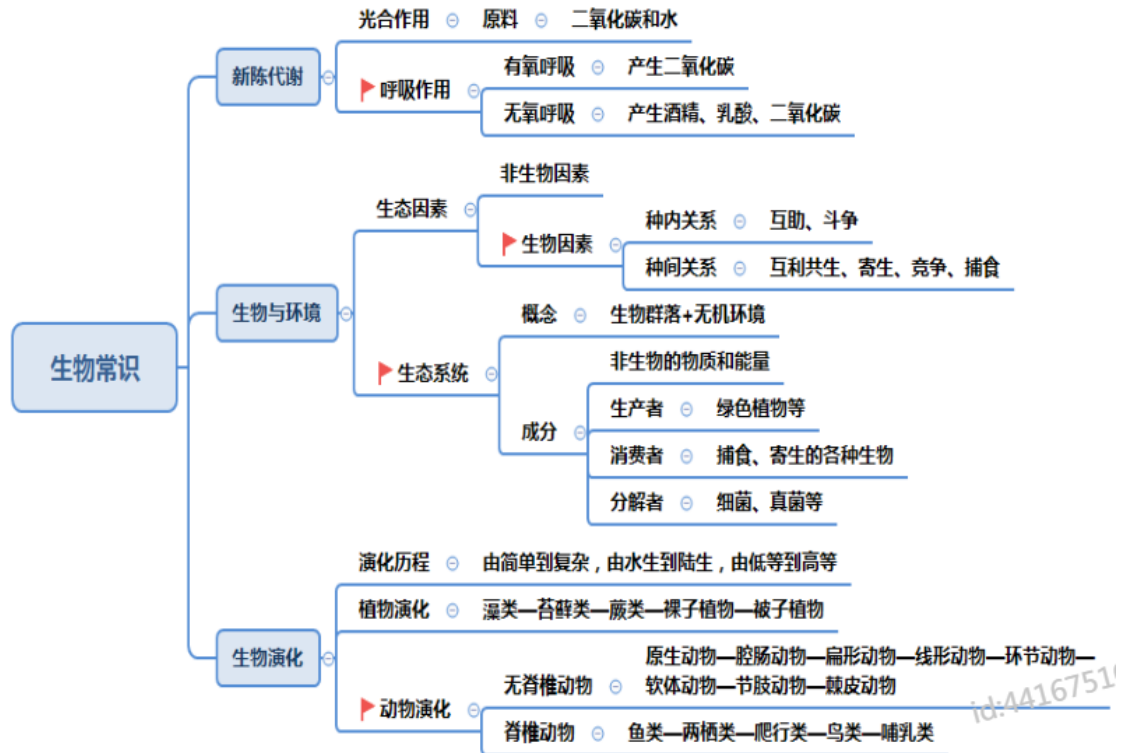 生物常识
新陈代谢
光合作用
原料
二氧化碳和水
呼吸作用
有氧呼吸
产生二氧化碳
无氧呼吸
产生酒精、乳酸、二氧化碳
生物与环境
生态因素
非生物因素
生物因素
种内关系
互助、斗争
种间关系
互利共生、寄生、竞争、捕食
生态系统
概念
生物群落+无机环境
成分
非生物的物质和能量
生产者
绿色植物等
消费者
捕食、寄生的各种生物
分解者
细菌、真菌等
生物演化
演化历程
由简单到复杂，由水生到陆生，由低等到高等
植物演化
藻类—苔藓类—蕨类—裸子植物—被子植物
动物演化
无脊椎动物
原生动物—腔肠动物—扁形动物—线形动物—环节动物—
软体动物—节肢动物—棘皮动物
脊椎动物
鱼类—两栖类—爬行类—鸟类—哺乳类